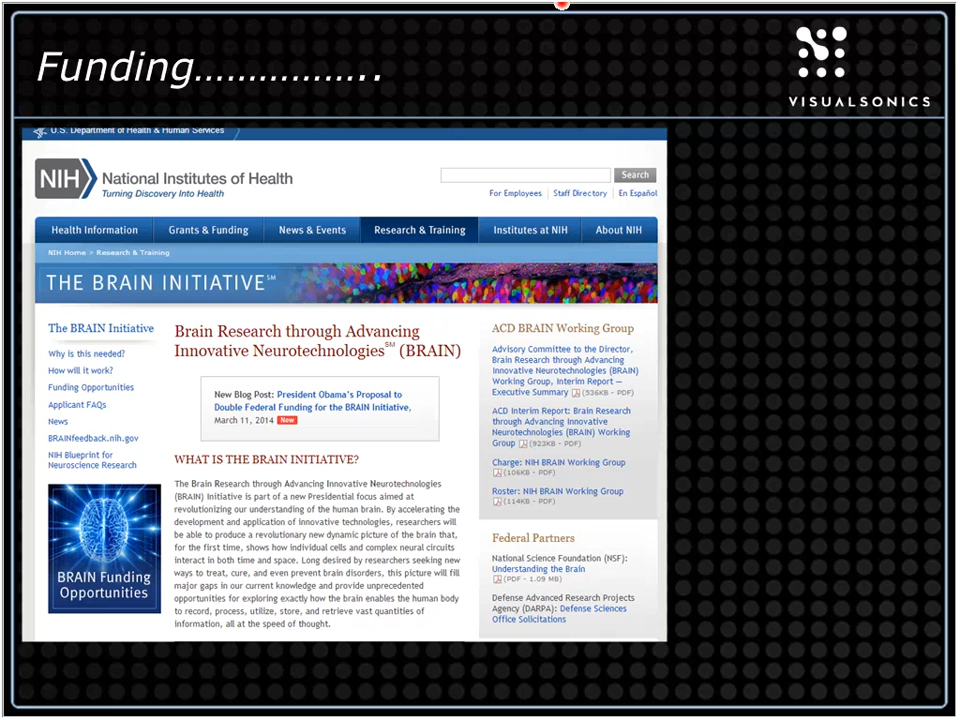 Funding……………..
VISUALSONICS
U.S. Department of Health & Human Services
NIH National Institutes of Health
Turning Discovery Into Health
Search
For Employees | Staff Directory | En Español
Health Information
Grants & Funding
News & Events
Research & Training
Institutes at NIH
About NIH
NIH Home > Research & Training
THE BRAIN INITIATIVE℠
The BRAIN Initiative
Why is this needed?
How will it work?
Funding Opportunities
Applicant FAQs
News
BRAINfeedback.nih.gov
NIH Blueprint for
Neuroscience Research
BRAIN Funding
Opportunities
Brain Research through Advancing
Innovative Neurotechnologies℠ (BRAIN)
New Blog Post: President Obama's Proposal to
Double Federal Funding for the BRAIN Initiative,
March 11, 2014 New
WHAT IS THE BRAIN INITIATIVE?
The Brain Research through Advancing Innovative Neurotechnologies
(BRAIN) Initiative is part of a new Presidential focus aimed at
revolutionizing our understanding of the human brain. By accelerating the
development and application of innovative technologies, researchers will
be able to produce a revolutionary new dynamic picture of the brain that,
for the first time, shows how individual cells and complex neural circuits
interact in both time and space. Long desired by researchers seeking new
ways to treat, cure, and even prevent brain disorders, this picture will fill
major gaps in our current knowledge and provide unprecedented
opportunities for exploring exactly how the brain enables the human body
to record, process, utilize, store, and retrieve vast quantities of
information, all at the speed of thought.
ACD BRAIN Working Group
Advisory Committee to the Director,
Brain Research through Advancing
Innovative Neurotechnologies (BRAIN)
Working Group, Interim Report —
Executive Summary (536KB - PDF)
ACD Interim Report: Brain Research
through Advancing Innovative
Neurotechnologies (BRAIN) Working
Group (923KB - PDF)
Charge: NIH BRAIN Working Group
(106KB - PDF)
Roster: NIH BRAIN Working Group
(114KB - PDF)
Federal Partners
National Science Foundation (NSF):
Understanding the Brain
(PDF - 1.09 MB)
Defense Advanced Research Projects
Agency (DARPA): Defense Sciences
Office Solicitations